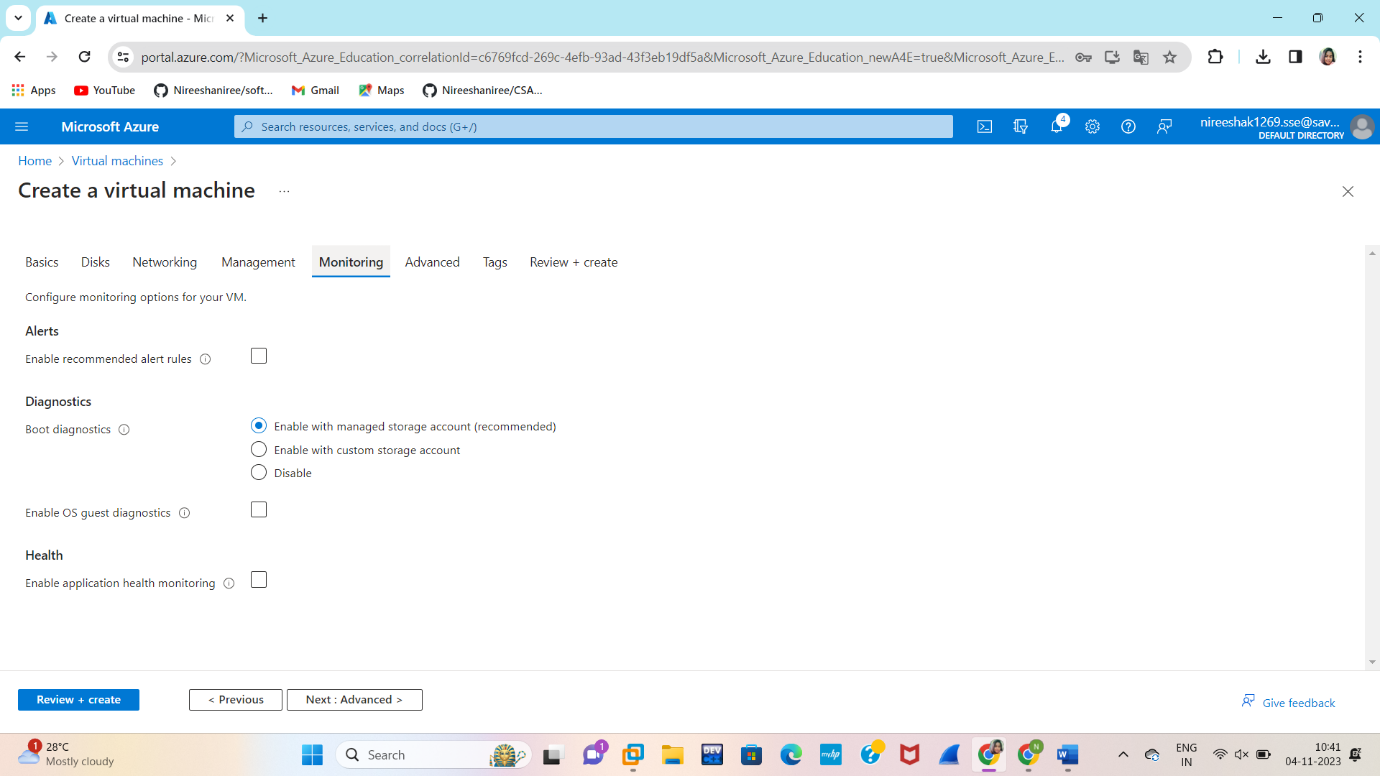 Create a virtual machine - Mic
portal.azure.com/?Microsoft_Azure_Education_correlationId=c6769fcd-269c-4efb-93ad-43f3eb19df5a&Microsoft_Azure_Education_newA4E=true&Microsoft_Azure_E...
Apps YouTube Nireeshaniree/soft... Gmail Maps Nireeshaniree/CSA...
Microsoft Azure
Search resources, services, and docs (G+/)
4
nireeshak1269.sse@sav...
DEFAULT DIRECTORY
Home > Virtual machines >
Create a virtual machine ...
Basics Disks Networking Management Monitoring Advanced Tags Review + create
Configure monitoring options for your VM.
Alerts
Enable recommended alert rules
Diagnostics
Boot diagnostics
Enable with managed storage account (recommended)
Enable with custom storage account
Disable
Enable OS guest diagnostics
Health
Enable application health monitoring
Review + create
< Previous
Next : Advanced >
Give feedback
1
28°C
Mostly cloudy
Search
1
DEV
myhp
N
W
ENG
IN
10:41
04-11-2023